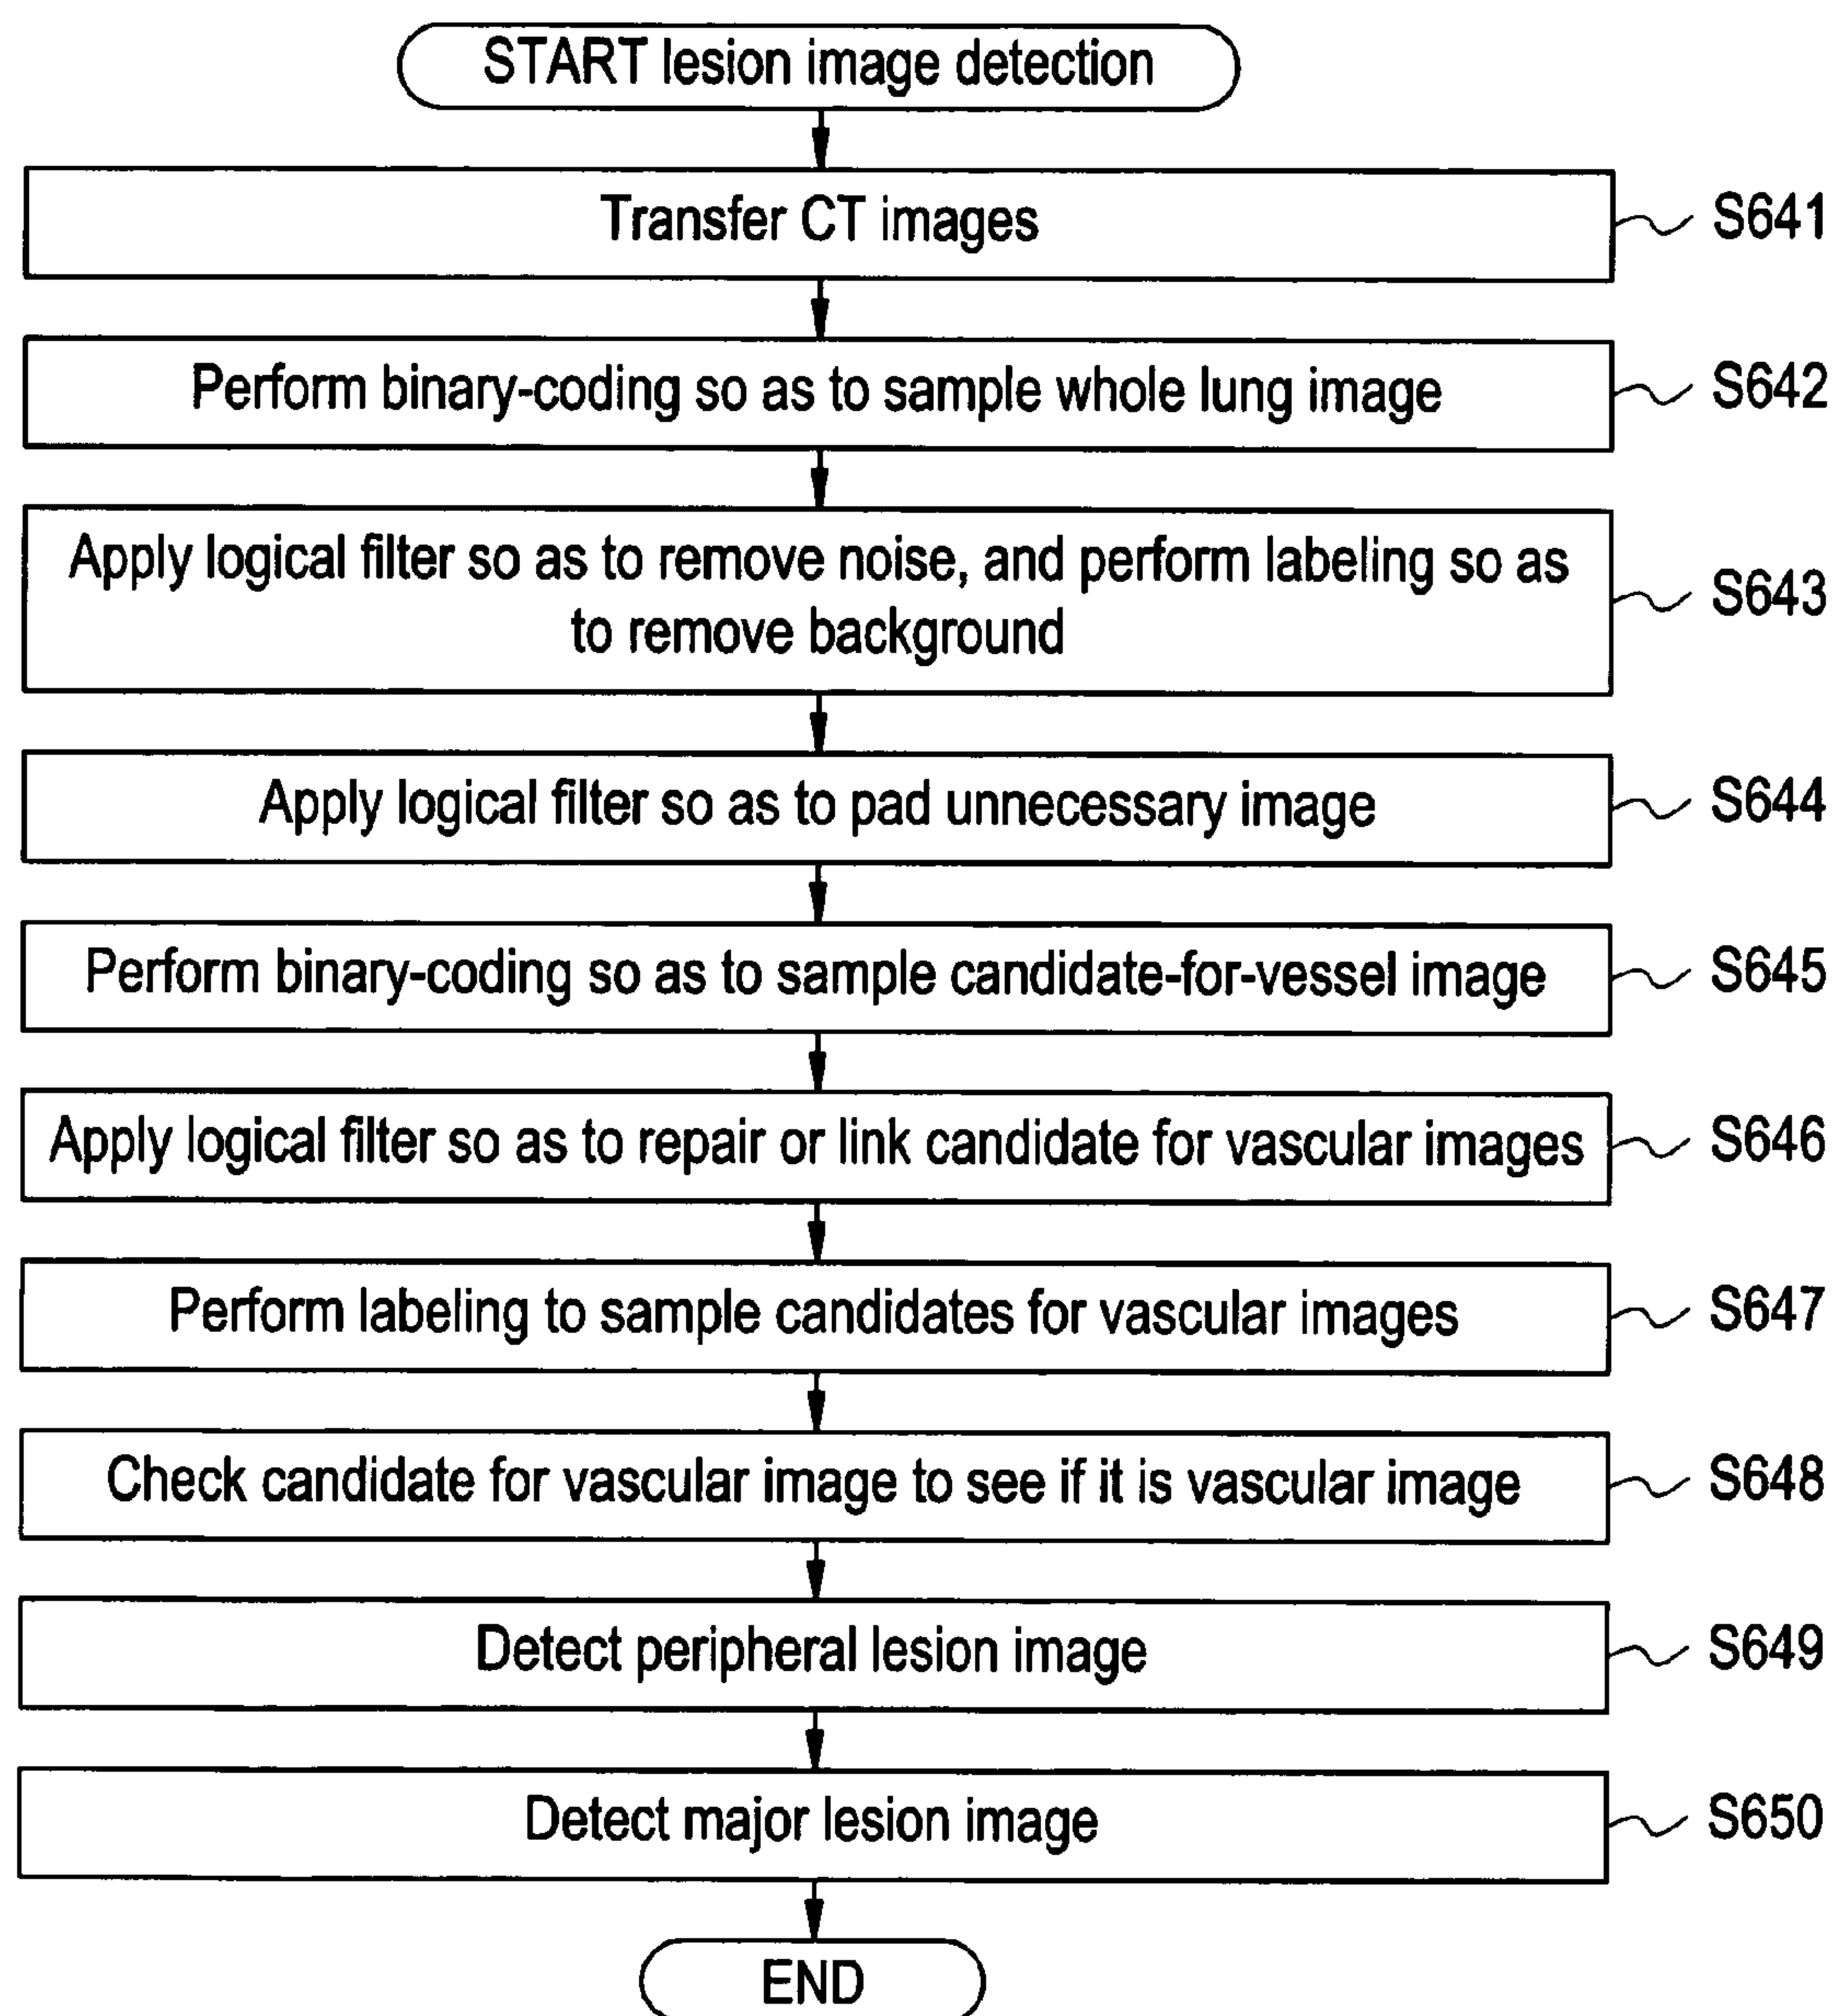 START lesion image detection
Transfer CT images
S641
Perform binary-coding so as to sample whole lung image
S642
Apply logical filter so as to remove noise, and perform labeling so as
to remove background
S643
Apply logical filter so as to pad unnecessary image
S644
Perform binary-coding so as to sample candidate-for-vessel image
S645
Apply logical filter so as to repair or link candidate for vascular images
S646
Perform labeling to sample candidates for vascular images
S647
Check candidate for vascular image to see if it is vascular image
S648
Detect peripheral lesion image
S649
Detect major lesion image
S650
END